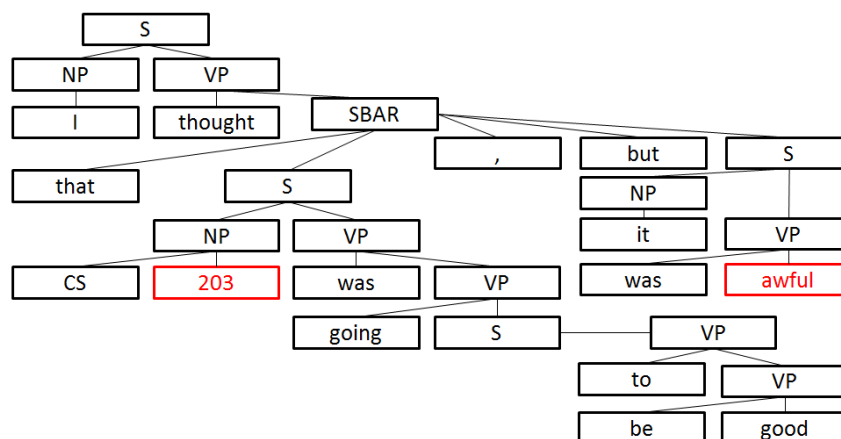 S
NP VP
I thought SBAR
, but S
that S NP
NP VP it VP
CS 203 was VP was awful
going S VP
to VP
be good